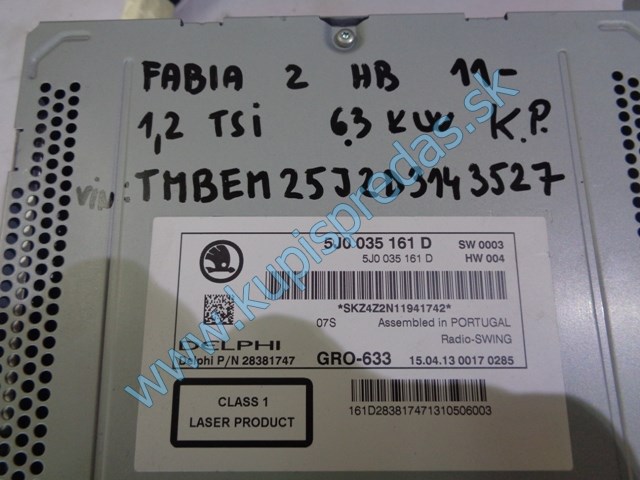 FABIA 2 HB 11-
1,2 TSi 63 KW K.P.
vin: TMBEM25J2D3143527
5J0 035 161 D SW 0003
5J0 035 161 D HW 004
*SKZ4Z2N11941742*
07S Assembled in PORTUGAL
DELPHI Radio-SWING
Delphi P/N 28381747 GRO-633 15.04.13 0017 0285
CLASS 1
LASER PRODUCT
161D283817471310506003
www.kupispredas.sk